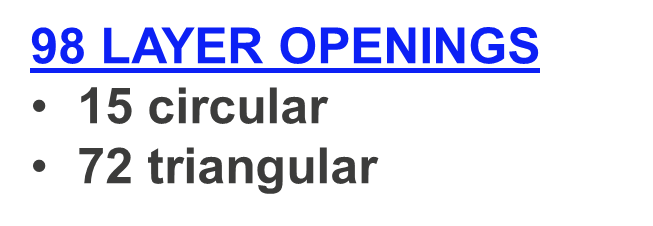 98 LAYER OPENINGS
• 15 circular
• 72 triangular